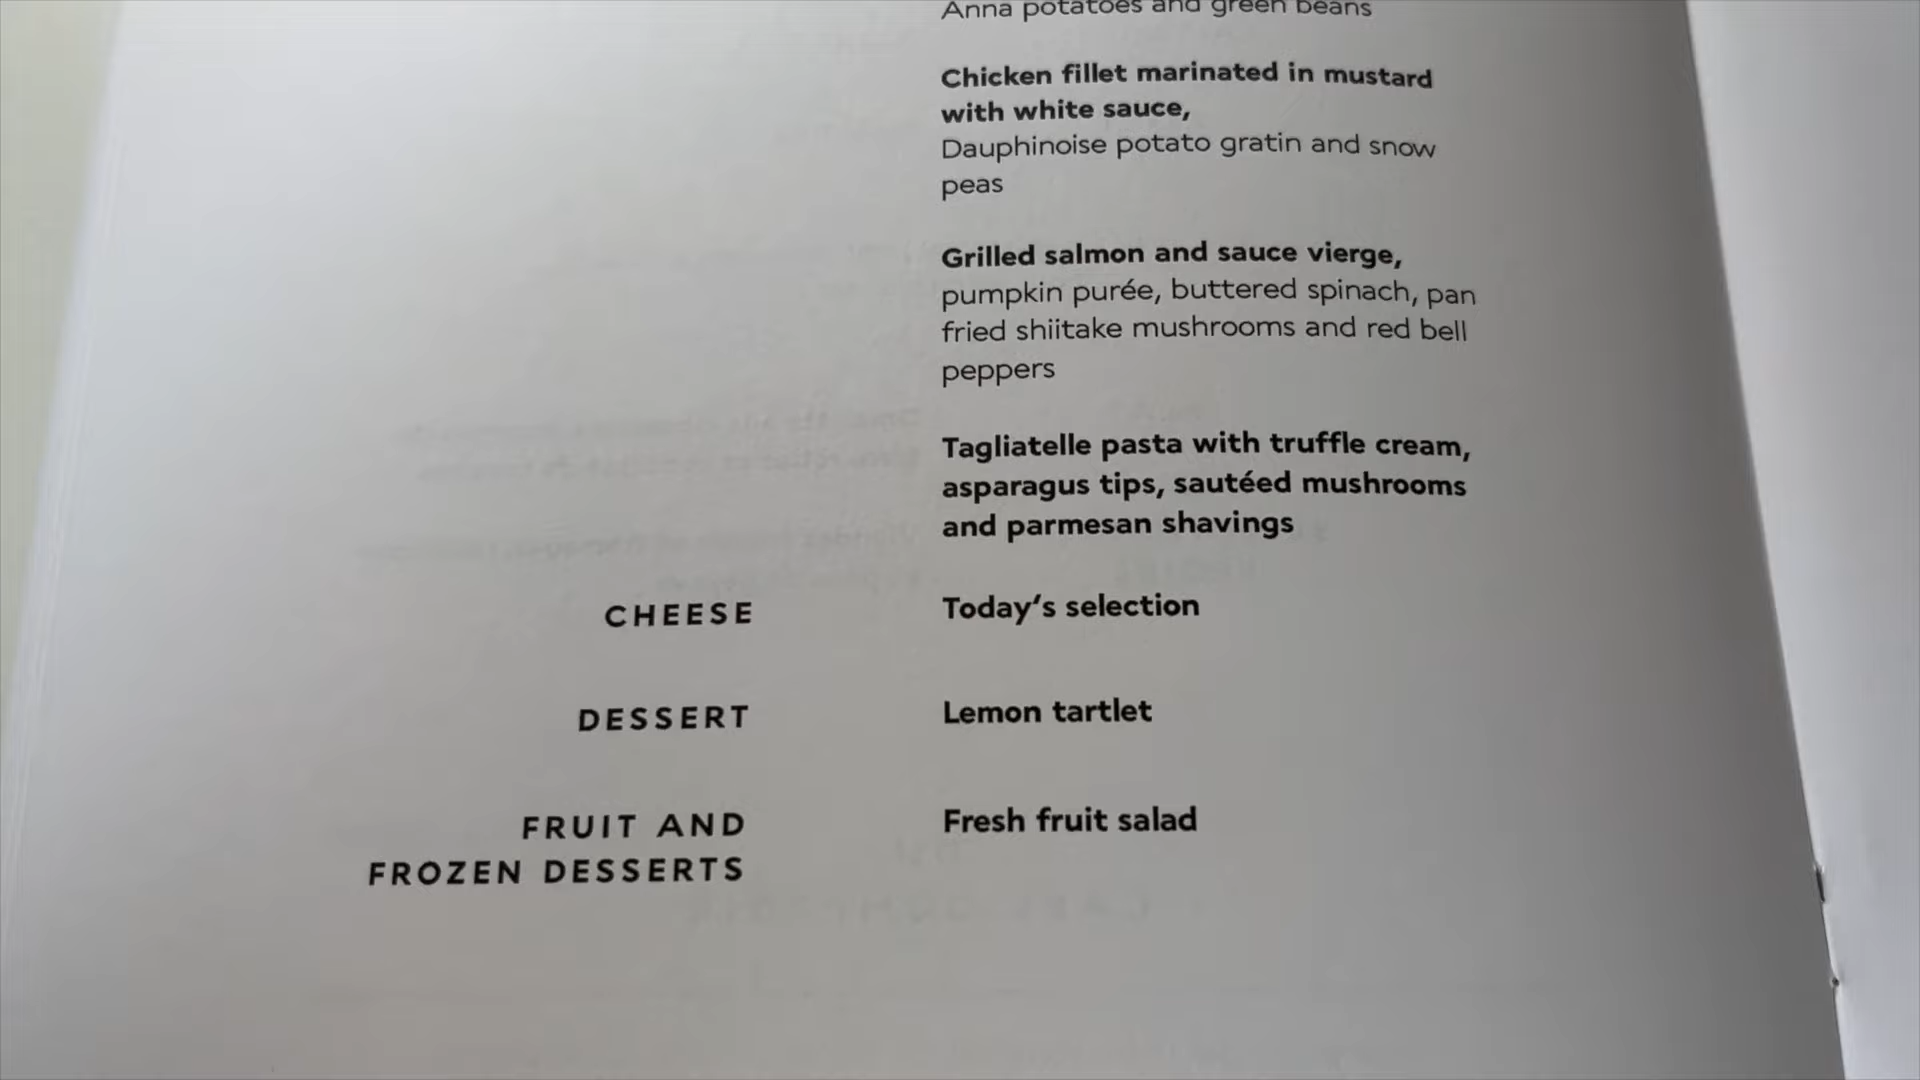 Anna potatoes and green beans
Chicken fillet marinated in mustard
with white sauce,
Dauphinoise potato gratin and snow
peas
Grilled salmon and sauce vierge,
pumpkin purée, buttered spinach, pan
fried shiitake mushrooms and red bell
peppers
Tagliatelle pasta with truffle cream,
asparagus tips, sautéed mushrooms
and parmesan shavings
CHEESE
Today's selection
DESSERT
Lemon tartlet
FRUIT AND
FROZEN DESSERTS
Fresh fruit salad